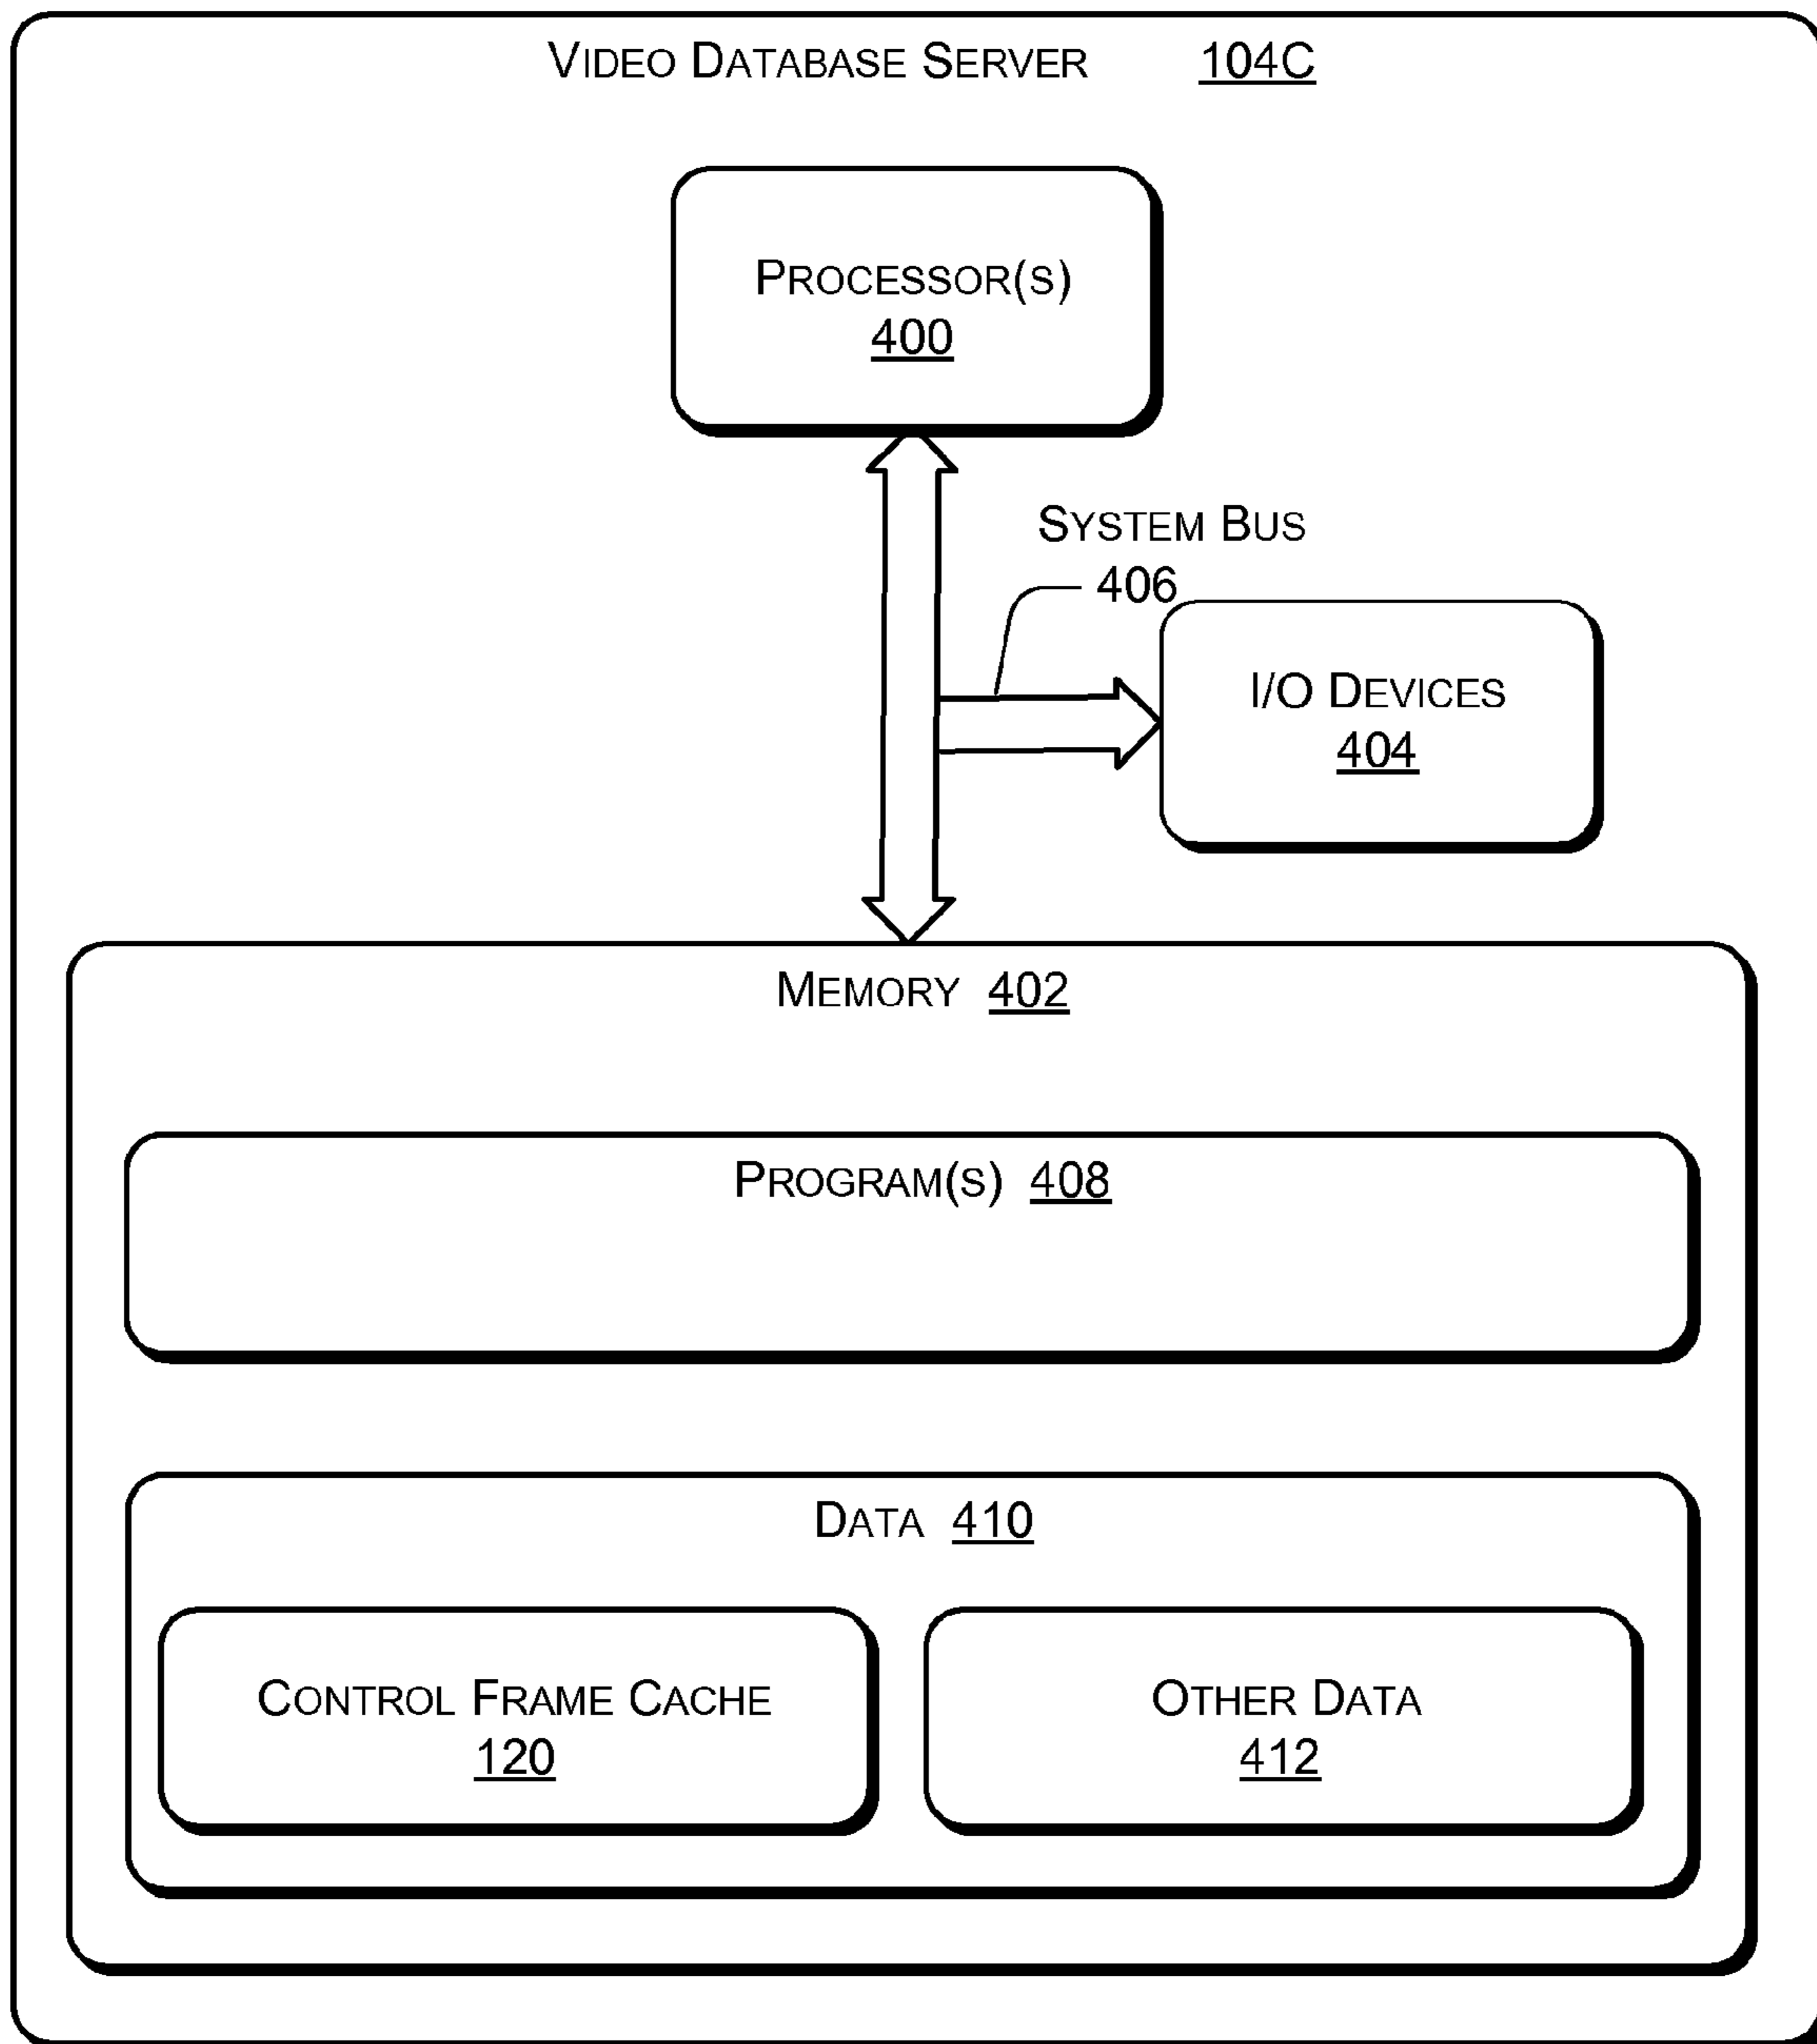 VIDEO DATABASE SERVER 104C
PROCESSOR(S)
400
SYSTEM BUS
406
I/O DEVICES
404
MEMORY 402
PROGRAM(S) 408
DATA 410
CONTROL FRAME CACHE
120
OTHER DATA
412